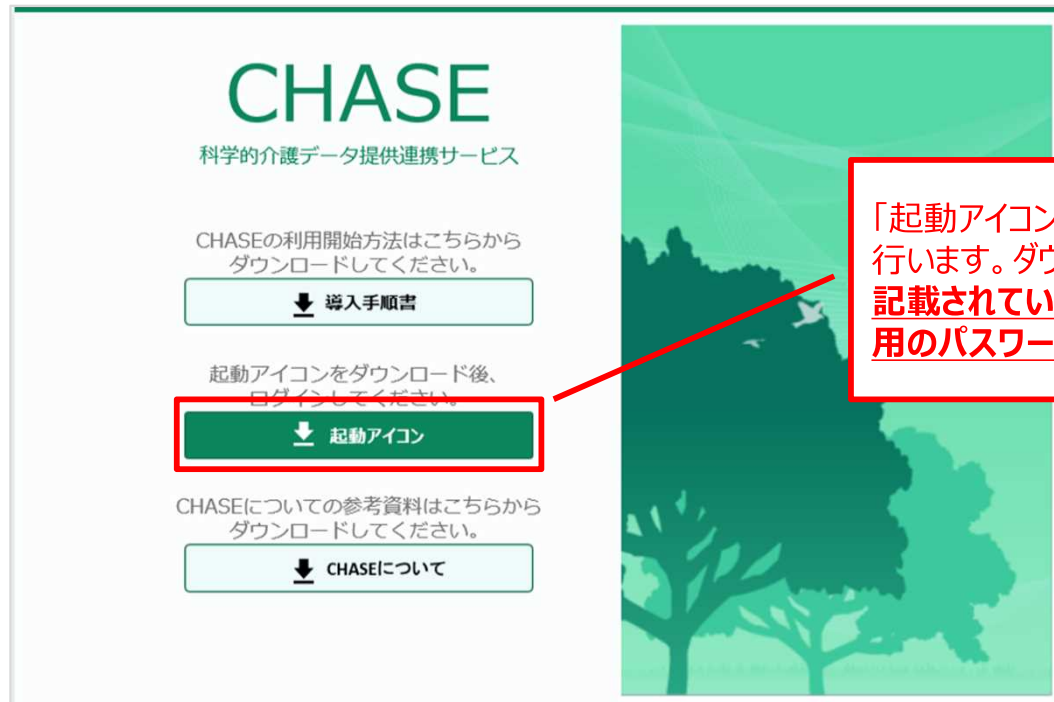 CHASE
科学的介護データ提供連携サービス
CHASEの利用開始方法はこちらから
ダウンロードしてください。
導入手順書
起動アイコンをダウンロード後、
ログインしてください。
起動アイコン
CHASEについての参考資料はこちらから
ダウンロードしてください。
CHASEについて
「起動アイコン
行います。ダウ
記載されてい
用のパスワー